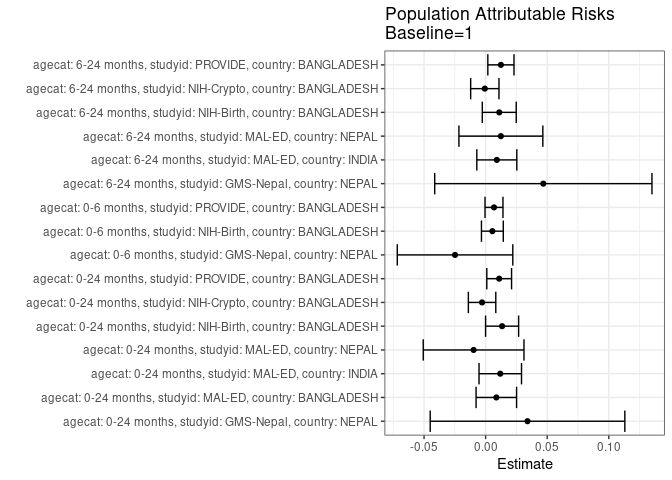 Population Attributable Risks
Baseline=1
agecat: 6-24 months, studyid: PROVIDE, country: BANGLADESH
agecat: 6-24 months, studyid: NIH-Crypto, country: BANGLADESH
agecat: 6-24 months, studyid: NIH-Birth, country: BANGLADESH
agecat: 6-24 months, studyid: MAL-ED, country: NEPAL
agecat: 6-24 months, studyid: MAL-ED, country: INDIA
agecat: 6-24 months, studyid: GMS-Nepal, country: NEPAL
agecat: 0-6 months, studyid: PROVIDE, country: BANGLADESH
agecat: 0-6 months, studyid: NIH-Birth, country: BANGLADESH
agecat: 0-6 months, studyid: GMS-Nepal, country: NEPAL
agecat: 0-24 months, studyid: PROVIDE, country: BANGLADESH
agecat: 0-24 months, studyid: NIH-Crypto, country: BANGLADESH
agecat: 0-24 months, studyid: NIH-Birth, country: BANGLADESH
agecat: 0-24 months, studyid: MAL-ED, country: NEPAL
agecat: 0-24 months, studyid: MAL-ED, country: INDIA
agecat: 0-24 months, studyid: MAL-ED, country: BANGLADESH
agecat: 0-24 months, studyid: GMS-Nepal, country: NEPAL
-0.05 0.00 0.05 0.10
Estimate